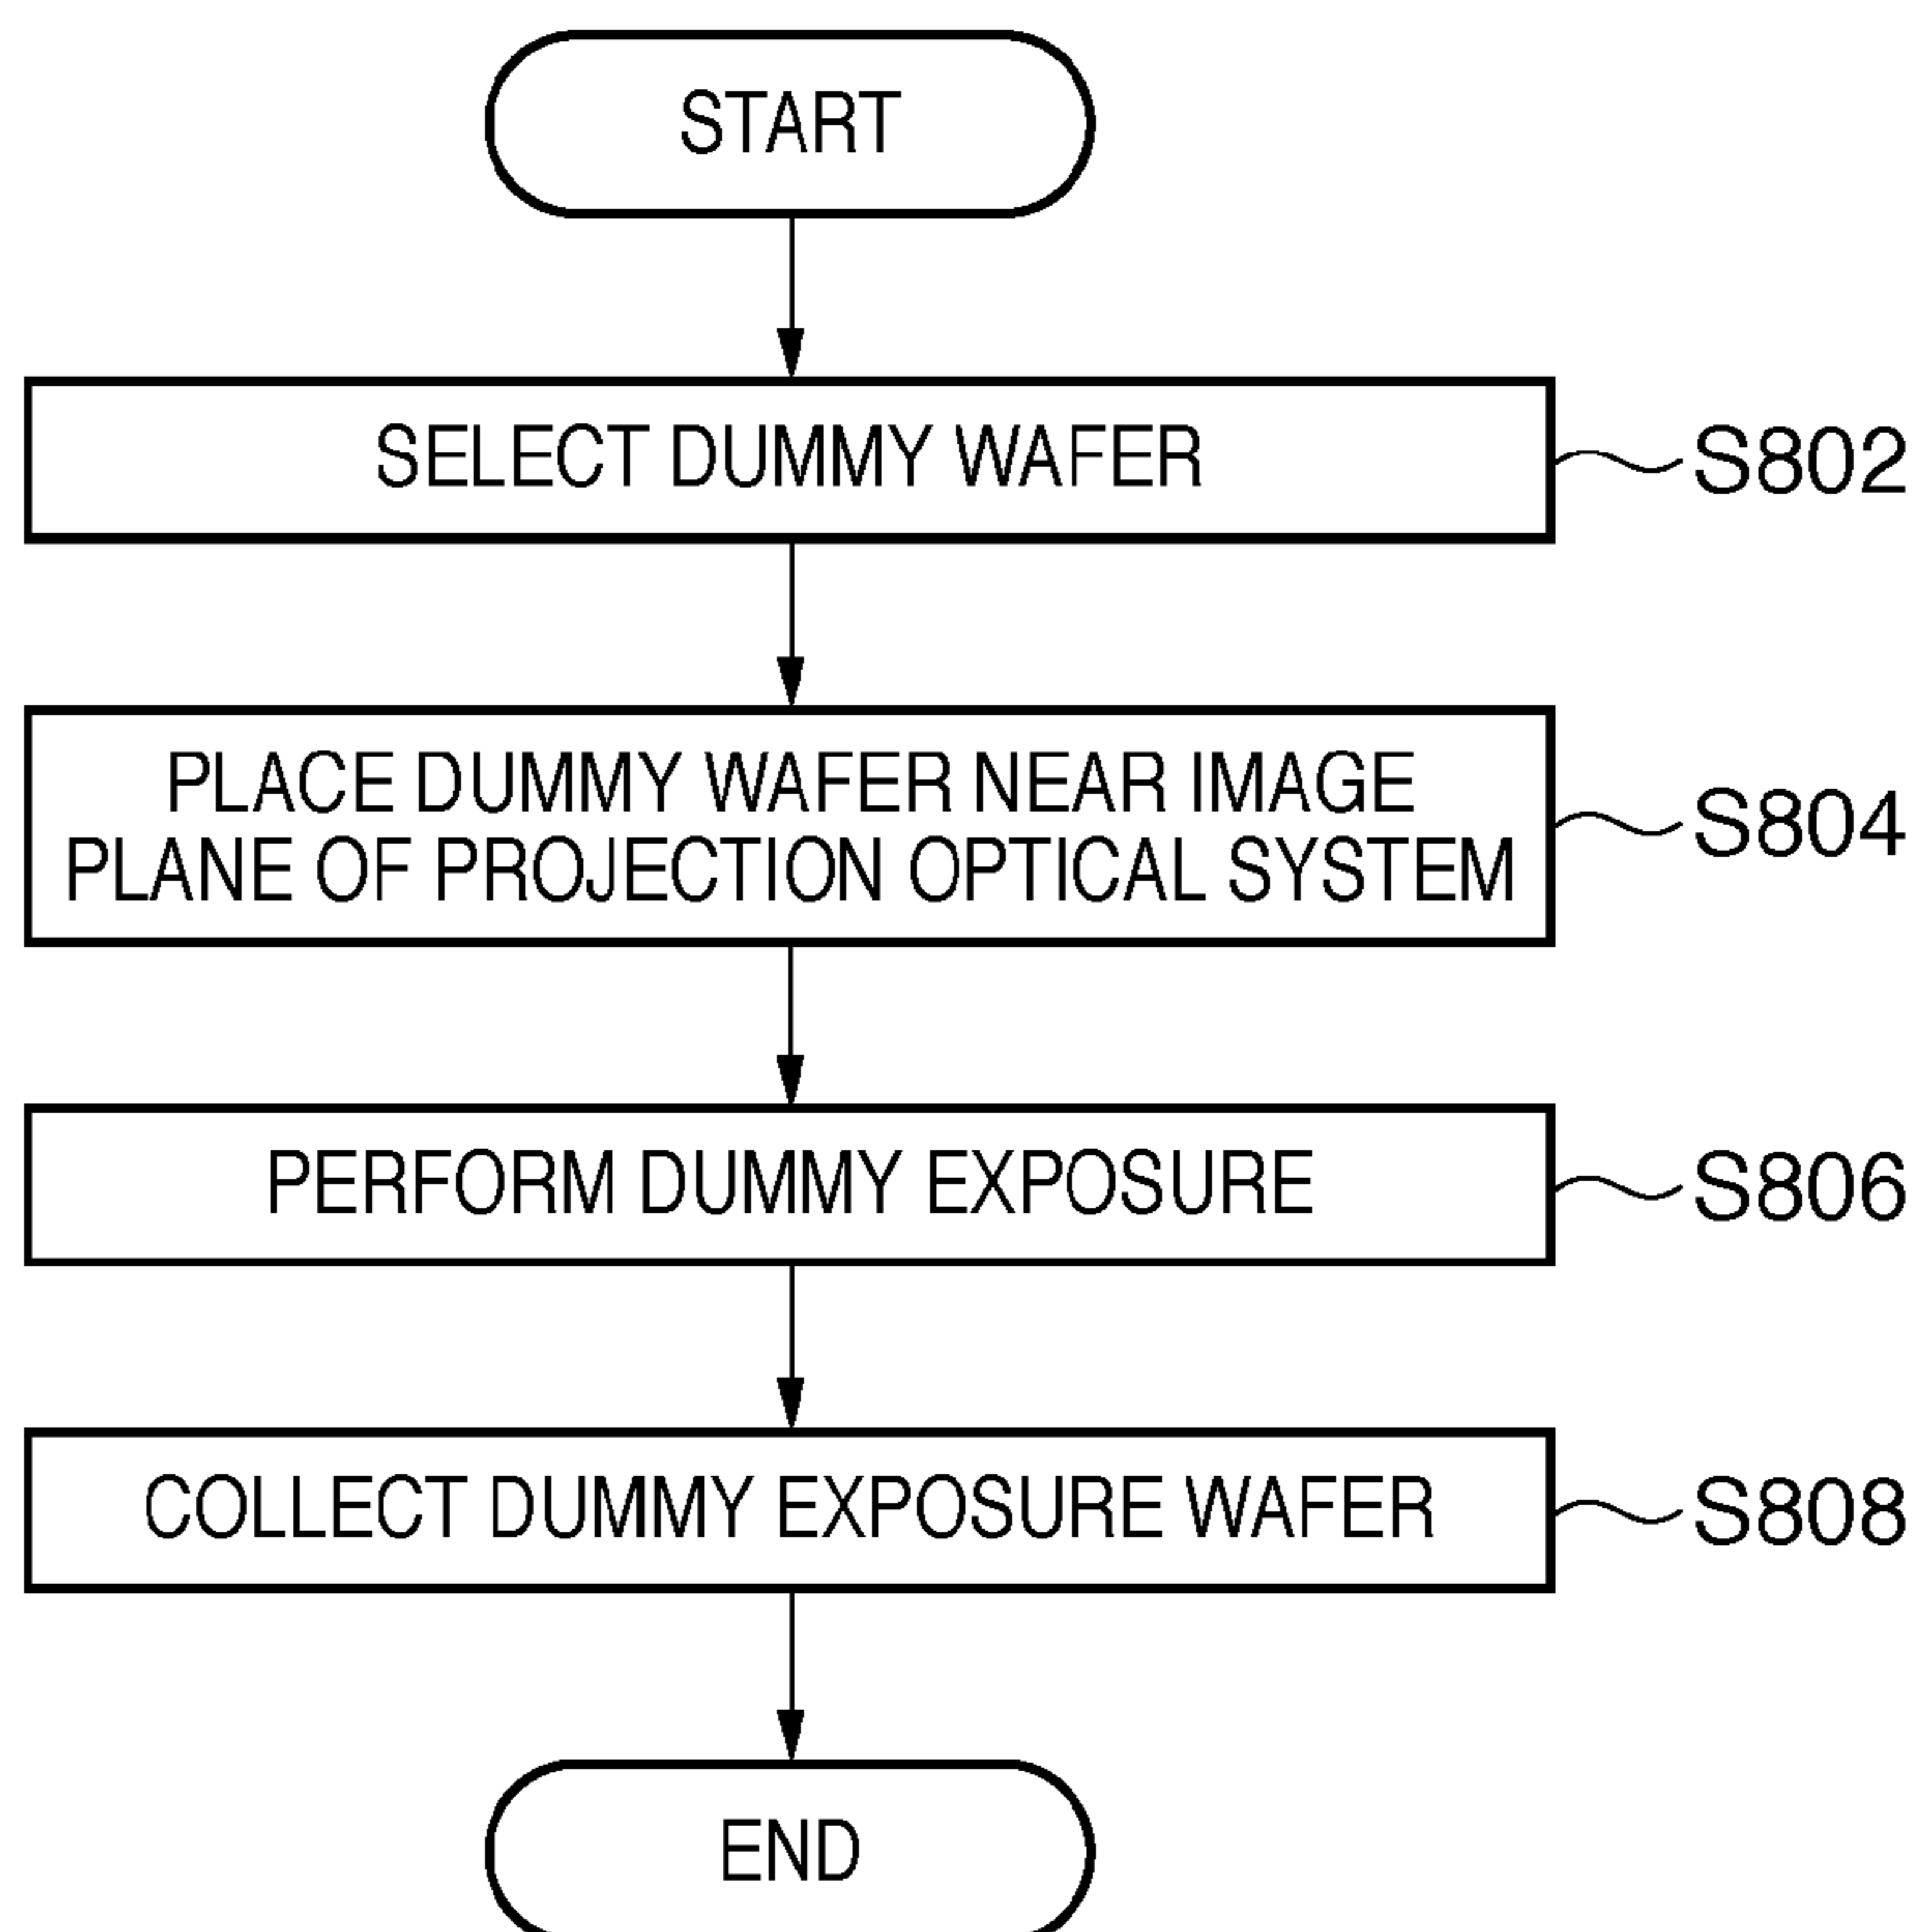 START
SELECT DUMMY WAFER
S802
PLACE DUMMY WAFER NEAR IMAGE
PLANE OF PROJECTION OPTICAL SYSTEM
S804
PERFORM DUMMY EXPOSURE
S806
COLLECT DUMMY EXPOSURE WAFER
S808
END